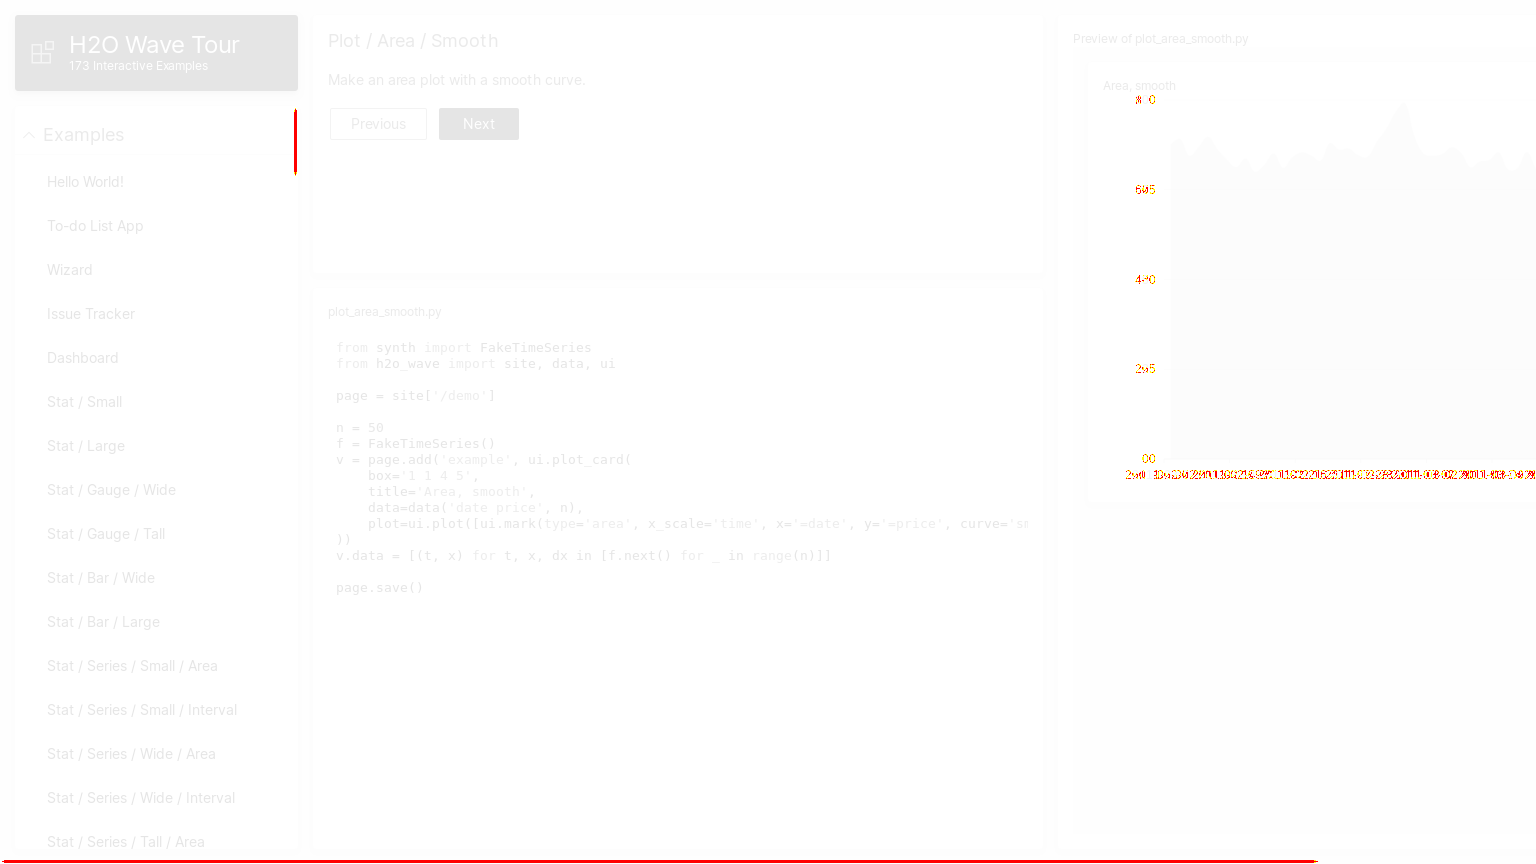 H2O Wave Tour
173 Interactive Examples
Examples
Hello World!
To-do List App
Wizard
Issue Tracker
Dashboard
Stat / Small
Stat / Large
Stat / Gauge / Wide
Stat / Gauge / Tall
Stat / Bar / Wide
Stat / Bar / Large
Stat / Series / Small / Area
Stat / Series / Small / Interval
Stat / Series / Wide / Area
Stat / Series / Wide / Interval
Stat / Series / Tall / Area
Plot / Area / Smooth
Make an area plot with a smooth curve.
Previous
Next
plot_area_smooth.py
from synth import FakeTimeSeries
from h2o_wave import site, data, ui
page = site['/demo']
n = 50
f = FakeTimeSeries()
v = page.add('example', ui.plot_card(
box='1 1 4 5',
title='Area, smooth',
data=data('date price', n),
plot=ui.plot([ui.mark(type='area', x_scale='time', x='=date', y='=price', curve='sm
))
v.data = [(t, x) for t, x, dx in [f.next() for _ in range(n)]]
page.save()
Preview of plot_area_smooth.py
Area, smooth